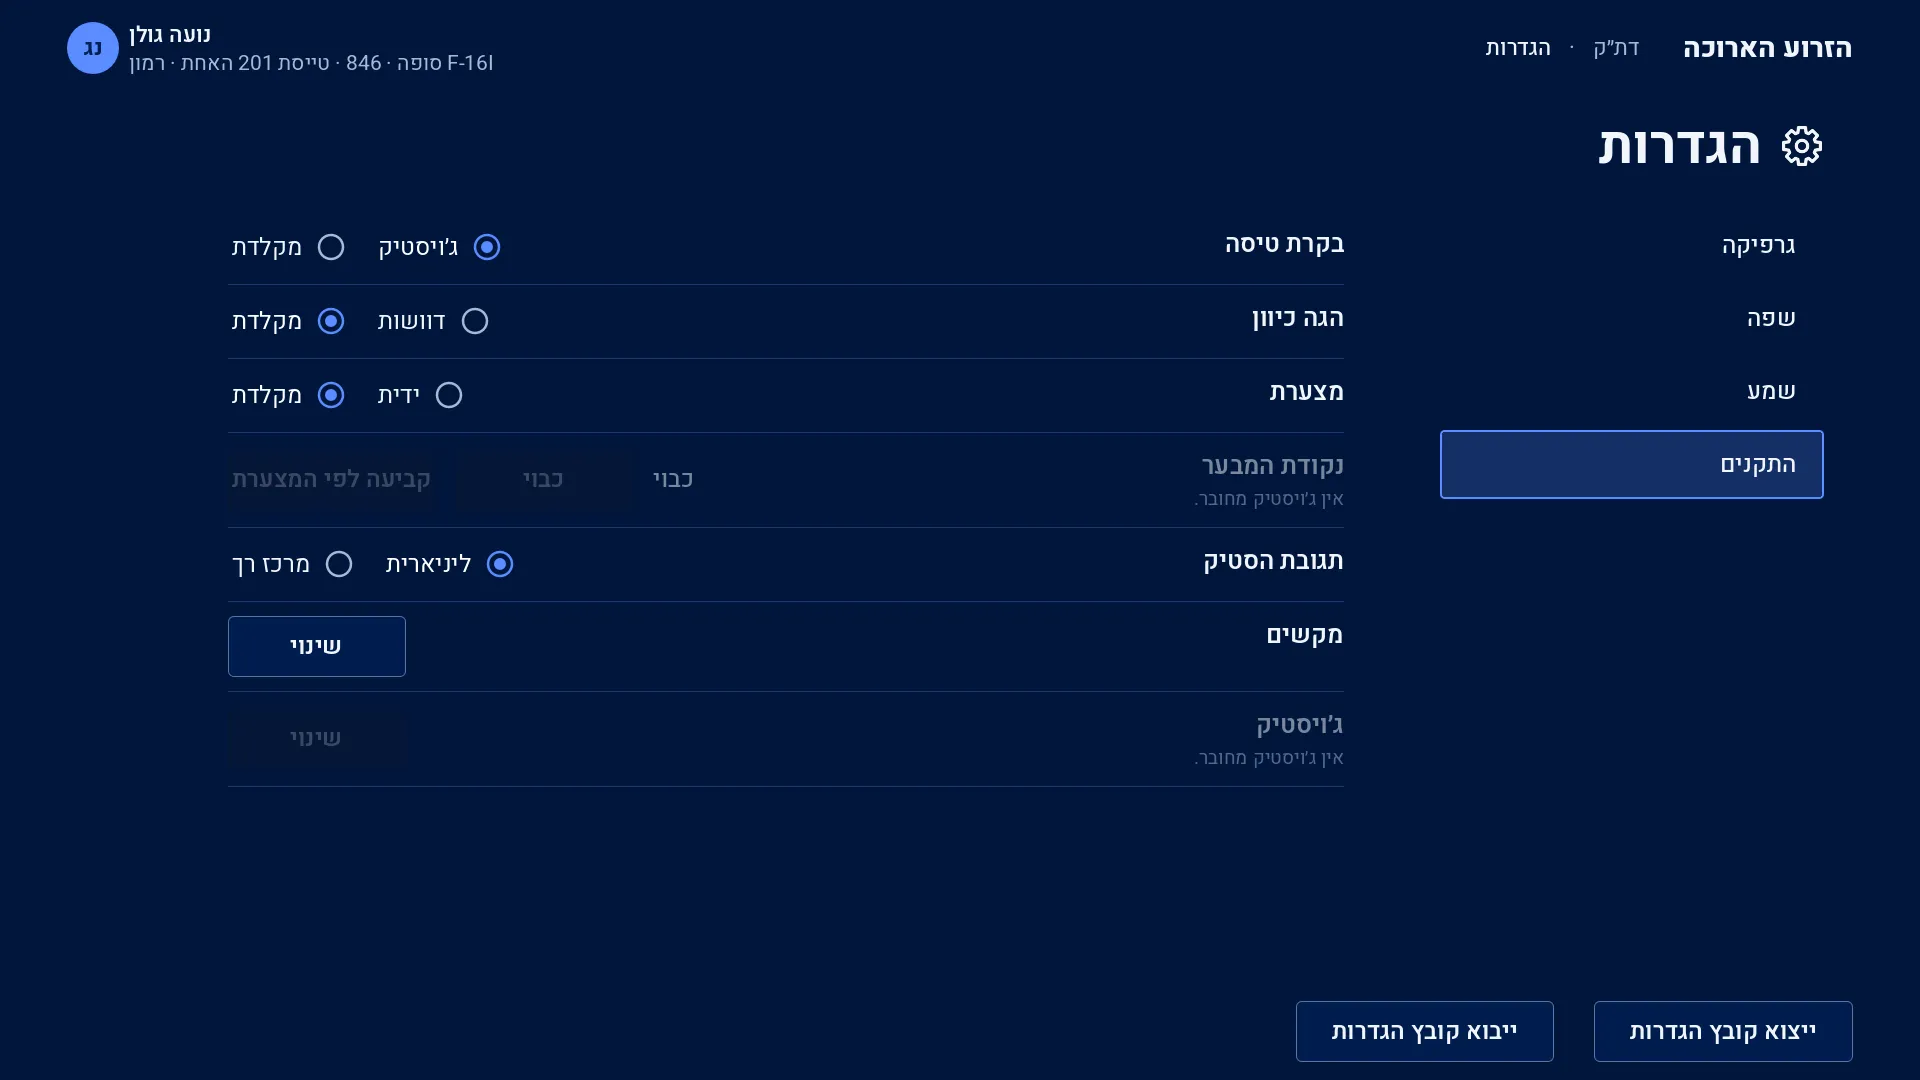 הזרוע הארוכה
דת״ק · הגדרות
נועה גולן
F-16I סופה · 846 · טייסת 201 האחת · רמון
נג
הגדרות
גרפיקה
שפה
שמע
התקנים
בקרת טיסה
ג׳ויסטיק
מקלדת
הגה כיוון
דוושות
מקלדת
מצערת
ידית
מקלדת
נקודת המבער
אין ג׳ויסטיק מחובר.
כבוי
כבוי
קביעה לפי המצערת
תגובת הסטיק
ליניארית
מרכז רך
מקשים
שינוי
ג׳ויסטיק
אין ג׳ויסטיק מחובר.
שינוי
ייצוא קובץ הגדרות
ייבוא קובץ הגדרות